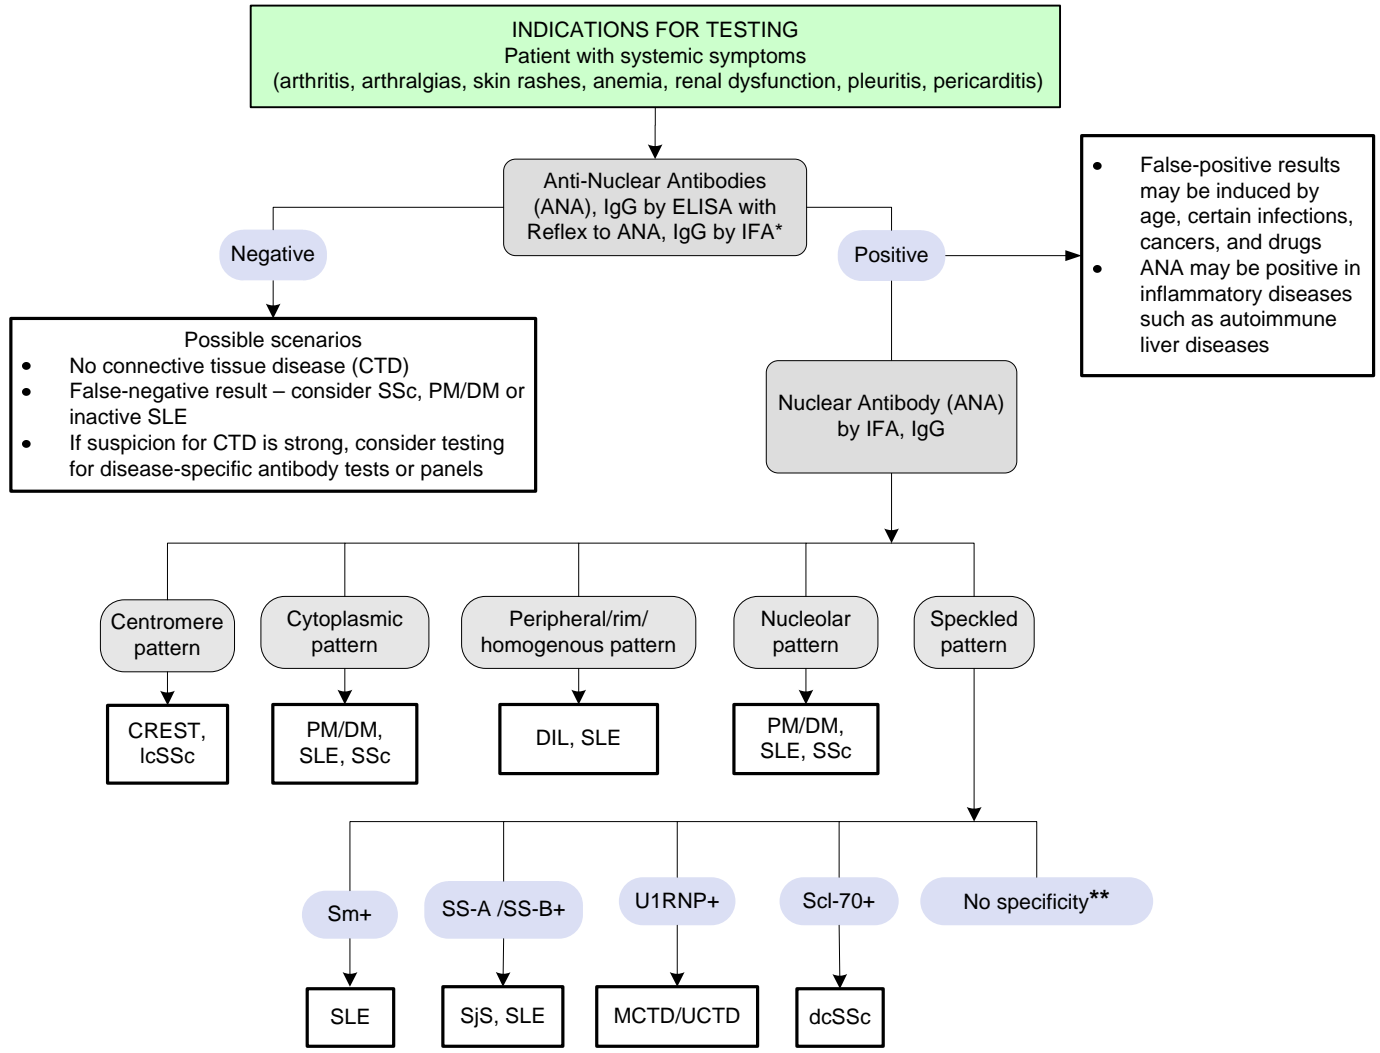 INDICATIONS FOR TESTING
Patient with systemic symptoms
(arthritis, arthralgias, skin rashes, anemia, renal dysfunction, pleuritis, pericarditis)
Anti-Nuclear Antibodies
(ANA), IgG by ELISA with
Reflex to ANA, IgG by IFA*
Negative
Positive
• False-positive results
may be induced by
age, certain infections,
cancers, and drugs
• ANA may be positive in
inflammatory diseases
such as autoimmune
liver diseases
Possible scenarios
• No connective tissue disease (CTD)
• False-negative result – consider SSc, PM/DM or
inactive SLE
• If suspicion for CTD is strong, consider testing
for disease-specific antibody tests or panels
Nuclear Antibody (ANA)
by IFA, IgG
Centromere
pattern
Cytoplasmic
pattern
Peripheral/rim/
homogenous pattern
Nucleolar
pattern
Speckled
pattern
CREST,
lcSSc
PM/DM,
SLE, SSc
DIL, SLE
PM/DM,
SLE, SSc
Sm+
SS-A /SS-B+
U1RNP+
Scl-70+
No specificity**
SLE
SjS, SLE
MCTD/UCTD
dcSSc